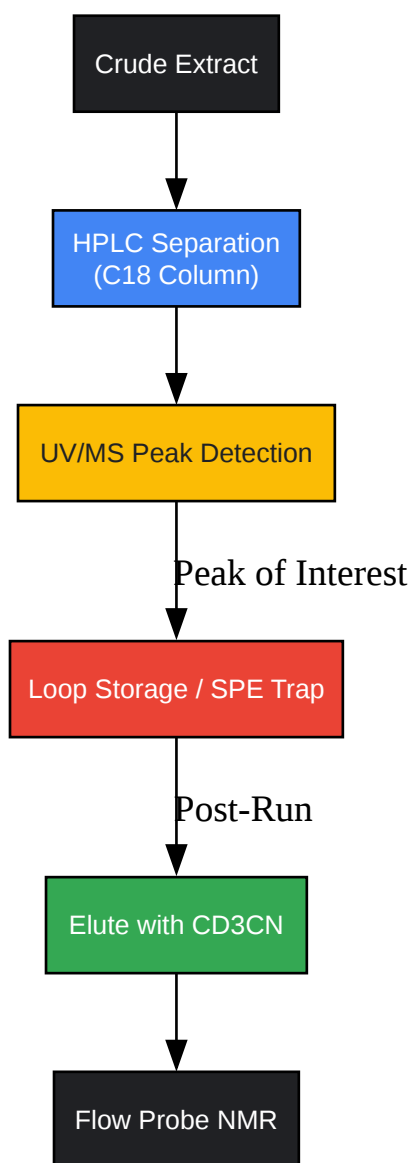 Crude Extract
HPLC Separation
(C18 Column)
UV/MS Peak Detection
Peak of Interest
Loop Storage / SPE Trap
Post-Run
Elute with CD3CN
Flow Probe NMR